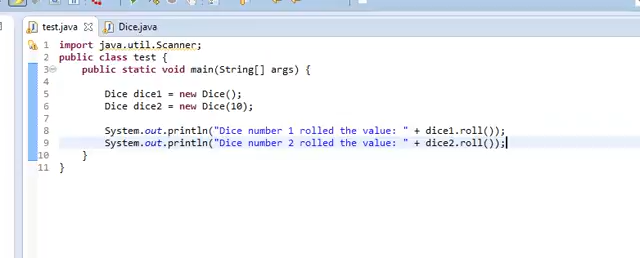 test.java
Dice.java
1 import java.util.Scanner;
2 public class test {
3 public static void main(String[] args) {
4
5 Dice dice1 = new Dice();
6 Dice dice2 = new Dice(10);
7
8 System.out.println("Dice number 1 rolled the value: " + dice1.roll());
9 System.out.println("Dice number 2 rolled the value: " + dice2.roll());
10 }
11 }